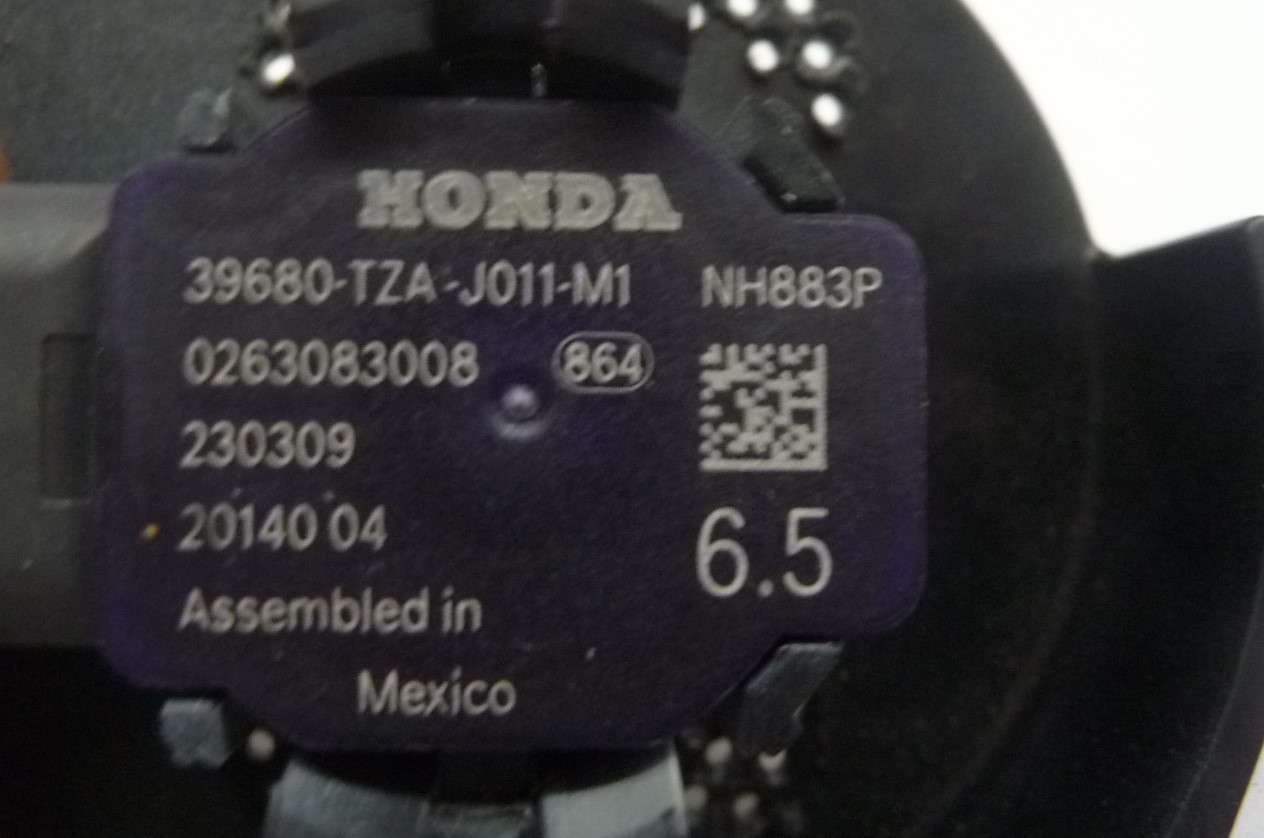 HONDA
39680-TZA-J011-M1 NH883P
0263083008 864
230309
20140 04
6.5
Assembled in
Mexico